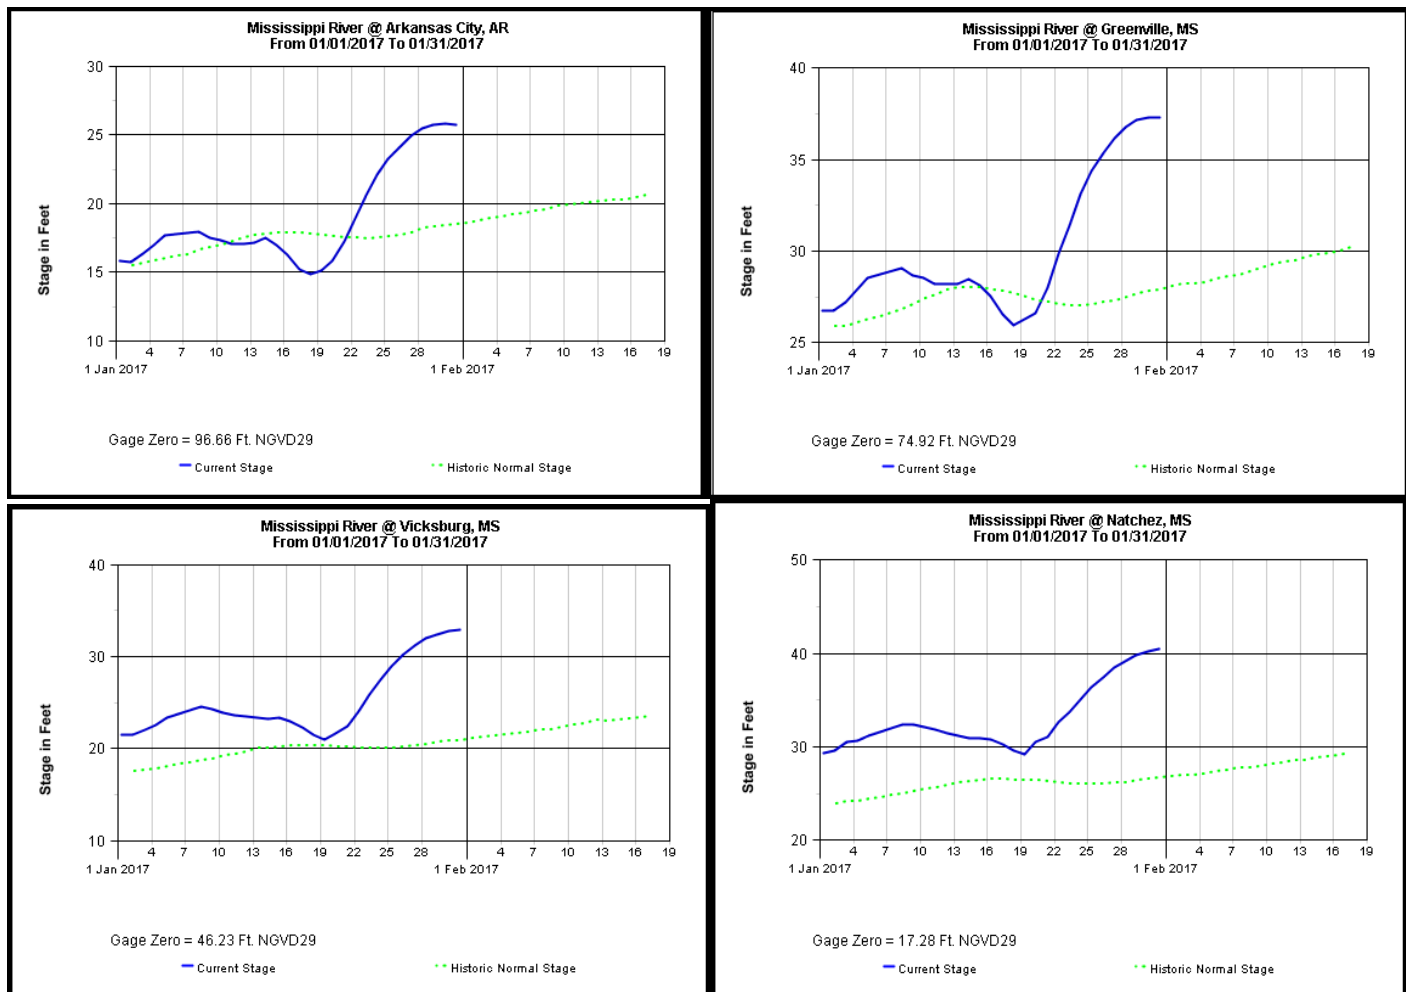 Mississippi River @ Arkansas City, AR
From 01/01/2017 To 01/31/2017
Stage in Feet
30
25
20
15
10
4 7 10 13 16 19 22 25 28 4 7 10 13 16 19
1 Jan 2017 1 Feb 2017
Gage Zero = 96.66 Ft. NGVD29
Current Stage Historic Normal Stage
Mississippi River @ Greenville, MS
From 01/01/2017 To 01/31/2017
Stage in Feet
40
35
30
25
4 7 10 13 16 19 22 25 28 4 7 10 13 16 19
1 Jan 2017 1 Feb 2017
Gage Zero = 74.92 Ft. NGVD29
Current Stage Historic Normal Stage
Mississippi River @ Vicksburg, MS
From 01/01/2017 To 01/31/2017
Stage in Feet
40
30
20
10
4 7 10 13 16 19 22 25 28 4 7 10 13 16 19
1 Jan 2017 1 Feb 2017
Gage Zero = 46.23 Ft. NGVD29
Current Stage Historic Normal Stage
Mississippi River @ Natchez, MS
From 01/01/2017 To 01/31/2017
Stage in Feet
50
40
30
20
4 7 10 13 16 19 22 25 28 4 7 10 13 16 19
1 Jan 2017 1 Feb 2017
Gage Zero = 17.28 Ft. NGVD29
Current Stage Historic Normal Stage